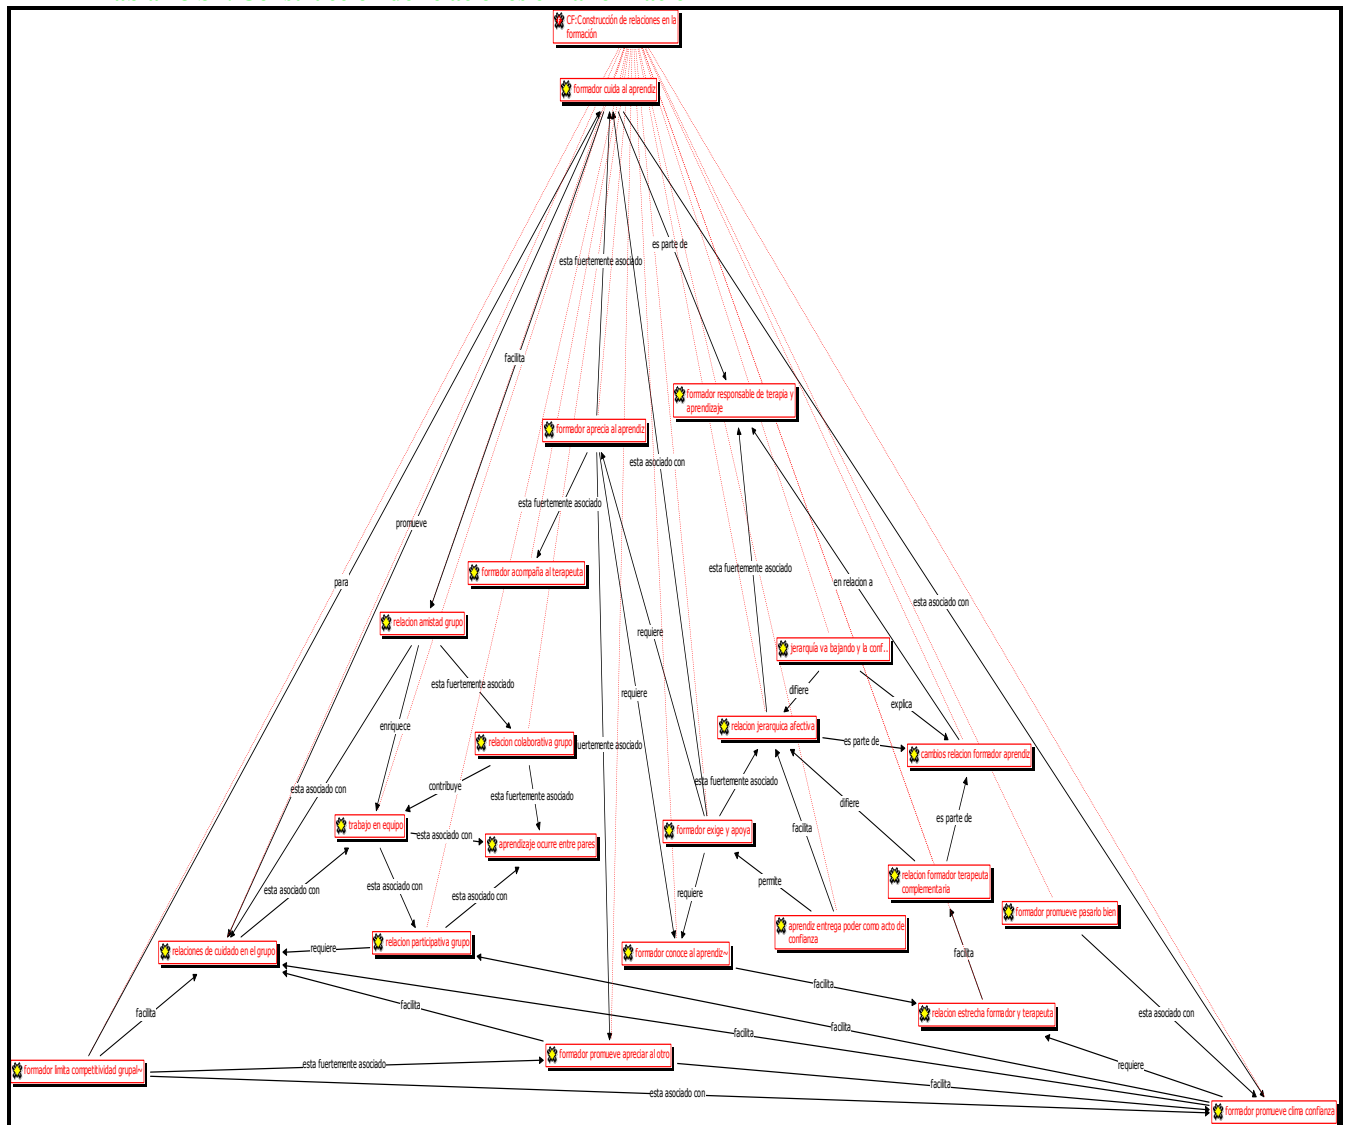 CF:Construcción de relaciones en la
formación
formador cuida al aprendiz
es parte de
esta fuertemente asociado
facilita
formador responsable de terapia y
aprendizaje
formador aprecia al aprendiz
esta asociado con
esta fuertemente asociado
promueve
formador acompaña al terapeuta
esta fuertemente asociado
en relacion a
para
esta asociado con
relacion amistad grupo
requiere
jerarquía va bajando y la conf...
esta fuertemente asociado
requiere
difiere
explica
enriquece
relacion jerarquica afectiva
relacion colaborativa grupo
uertemente asociado
es parte de
cambios relacion formador aprendiz
esta asociado con
contribuye
esta fuertemente asociado
esta fuertemente asociado
difiere
es parte de
trabajo en equipo
esta asociado con
aprendizaje ocurre entre pares
formador exige y apoya
facilita
esta asociado con
esta asociado con
esta asociado con
requiere
permite
relacion formador terapeuta
complementaria
formador promueve pasarlo bien
aprendiz entrega poder como acto de
confianza
relaciones de cuidado en el grupo
requiere
relacion participativa grupo
formador conoce al aprendiz~
facilita
facilita
facilita
facilita
relacion estrecha formador y terapeuta
esta asociado con
facilita
facilita
formador limita competitividad grupal~
esta fuertemente asociado
formador promueve apreciar al otro
requiere
facilita
esta asociado con
formador promueve clima confianza